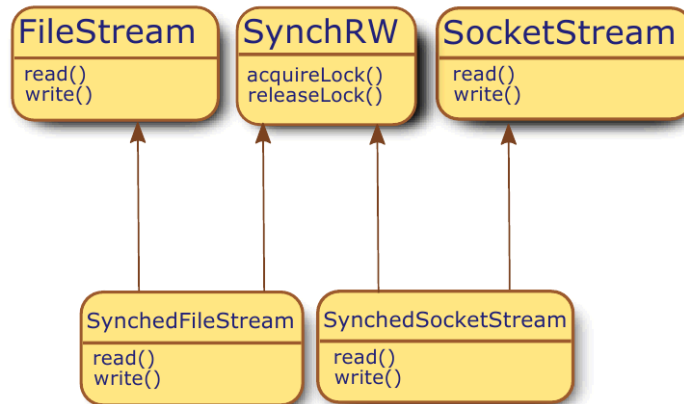 FileStream
read()
write()
SynchRW
acquireLock()
releaseLock()
SocketStream
read()
write()
SynchedFileStream
read()
write()
SynchedSocketStream
read()
write()